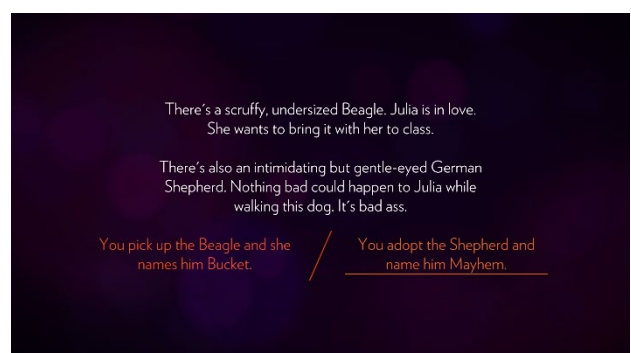 There's a scruffy, undersized Beagle. Julia is in love.
She wants to bring it with her to class.
There's also an intimidating but gentle-eyed German
Shepherd. Nothing bad could happen to Julia while
walking this dog. It's bad ass.
You pick up the Beagle and she
names him Bucket.
You adopt the Shepherd and
name him Mayhem.